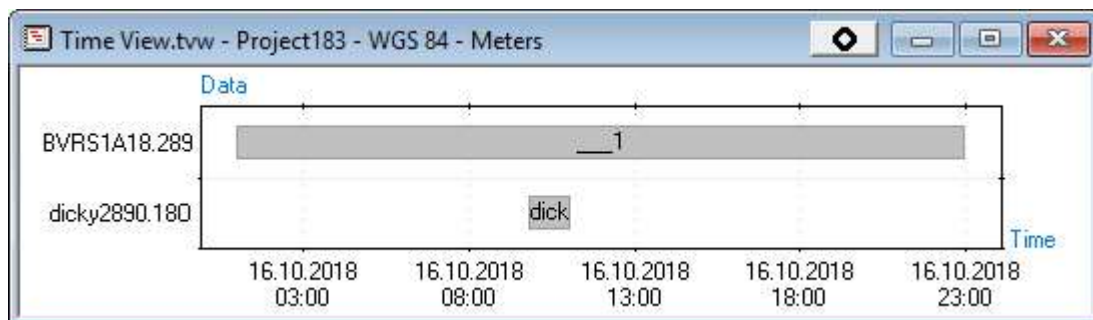 Time View.tvw - Project183 - WGS 84 - Meters
Data
BVRS1A18.289
___1
dicky2890.18O
dick
Time
16.10.2018 16.10.2018 16.10.2018 16.10.2018 16.10.2018
03:00 08:00 13:00 18:00 23:00